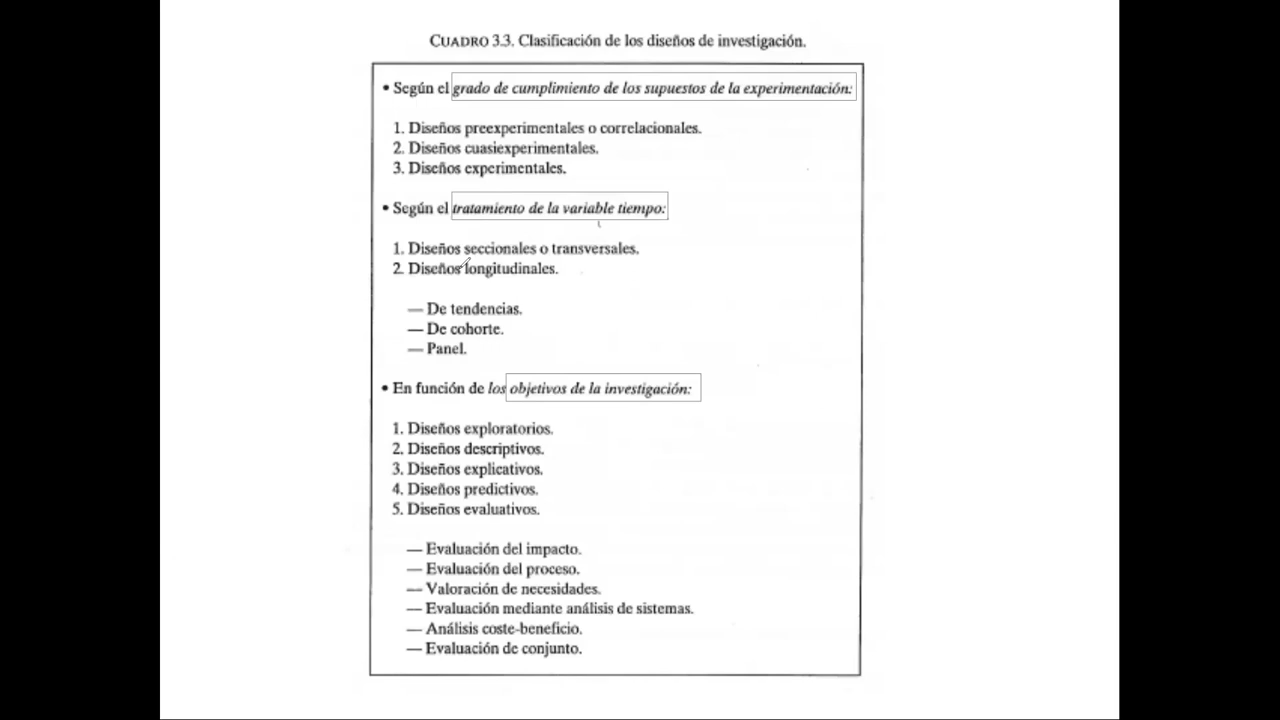 CUADRO 3.3. Clasificación de los diseños de investigación.
• Según el grado de cumplimiento de los supuestos de la experimentación:
1. Diseños preexperimentales o correlacionales.
2. Diseños cuasiexperimentales.
3. Diseños experimentales.
• Según el tratamiento de la variable tiempo:
1. Diseños seccionales o transversales.
2. Diseños longitudinales.
— De tendencias.
— De cohorte.
— Panel.
• En función de los objetivos de la investigación:
1. Diseños exploratorios.
2. Diseños descriptivos.
3. Diseños explicativos.
4. Diseños predictivos.
5. Diseños evaluativos.
— Evaluación del impacto.
— Evaluación del proceso.
— Valoración de necesidades.
— Evaluación mediante análisis de sistemas.
— Análisis coste-beneficio.
— Evaluación de conjunto.